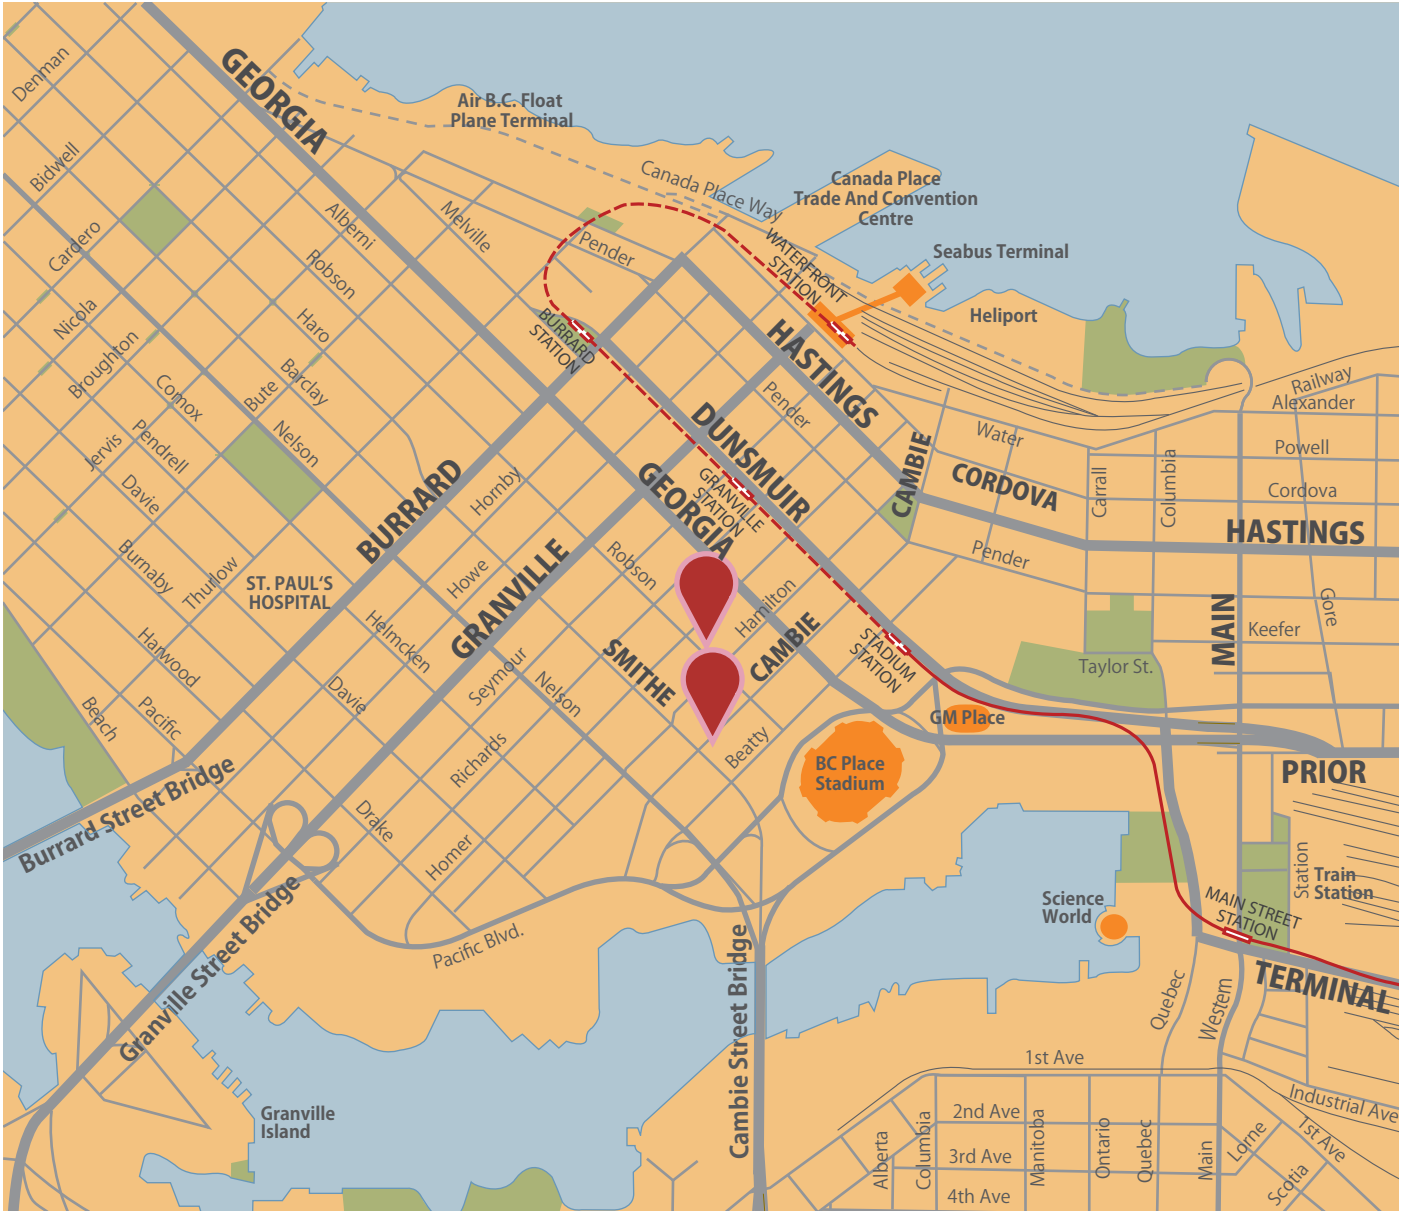 Denman
GEORGIA
Air B.C. Float
Plane Terminal
Bidwell
Canada Place Way
Canada Place
Trade And Convention
Centre
Cardero
Alberni
Melville
Pender
WATERFRONT
STATION
Seabus Terminal
Robson
Nicola
Haro
BURRARD
STATION
Heliport
HASTINGS
Broughton
Barclay
Comox
Bute
Pender
Railway
Alexander
Nelson
DUNSMUIR
Water
Powell
Jervis
Pendrell
CAMBIE
CORDOVA
Carrall
Columbia
Cordova
Davie
BURRARD
Hornby
GEORGIA
GRANVILLE
STATION
HASTINGS
Burnaby
Thurlow
ST. PAUL'S
HOSPITAL
Howe
GRANVILLE
Robson
Pender
Hamilton
CAMBIE
Gore
MAIN
Keefer
Harwood
Helmcken
SMITHE
STADIUM
STATION
Taylor St.
Beach
Pacific
Davie
Seymour
Nelson
GM Place
Beatty
Richards
BC Place
Stadium
PRIOR
Burrard Street Bridge
Drake
Homer
Station
Train
Station
Science
World
MAIN STREET
STATION
Pacific Blvd.
Granville Street Bridge
Cambie Street Bridge
TERMINAL
Quebec
Western
1st Ave
Industrial Ave
Granville
Island
2nd Ave
Alberta
Columbia
Manitoba
Ontario
Quebec
Main
Lorne
1st Ave
3rd Ave
Scotia
4th Ave